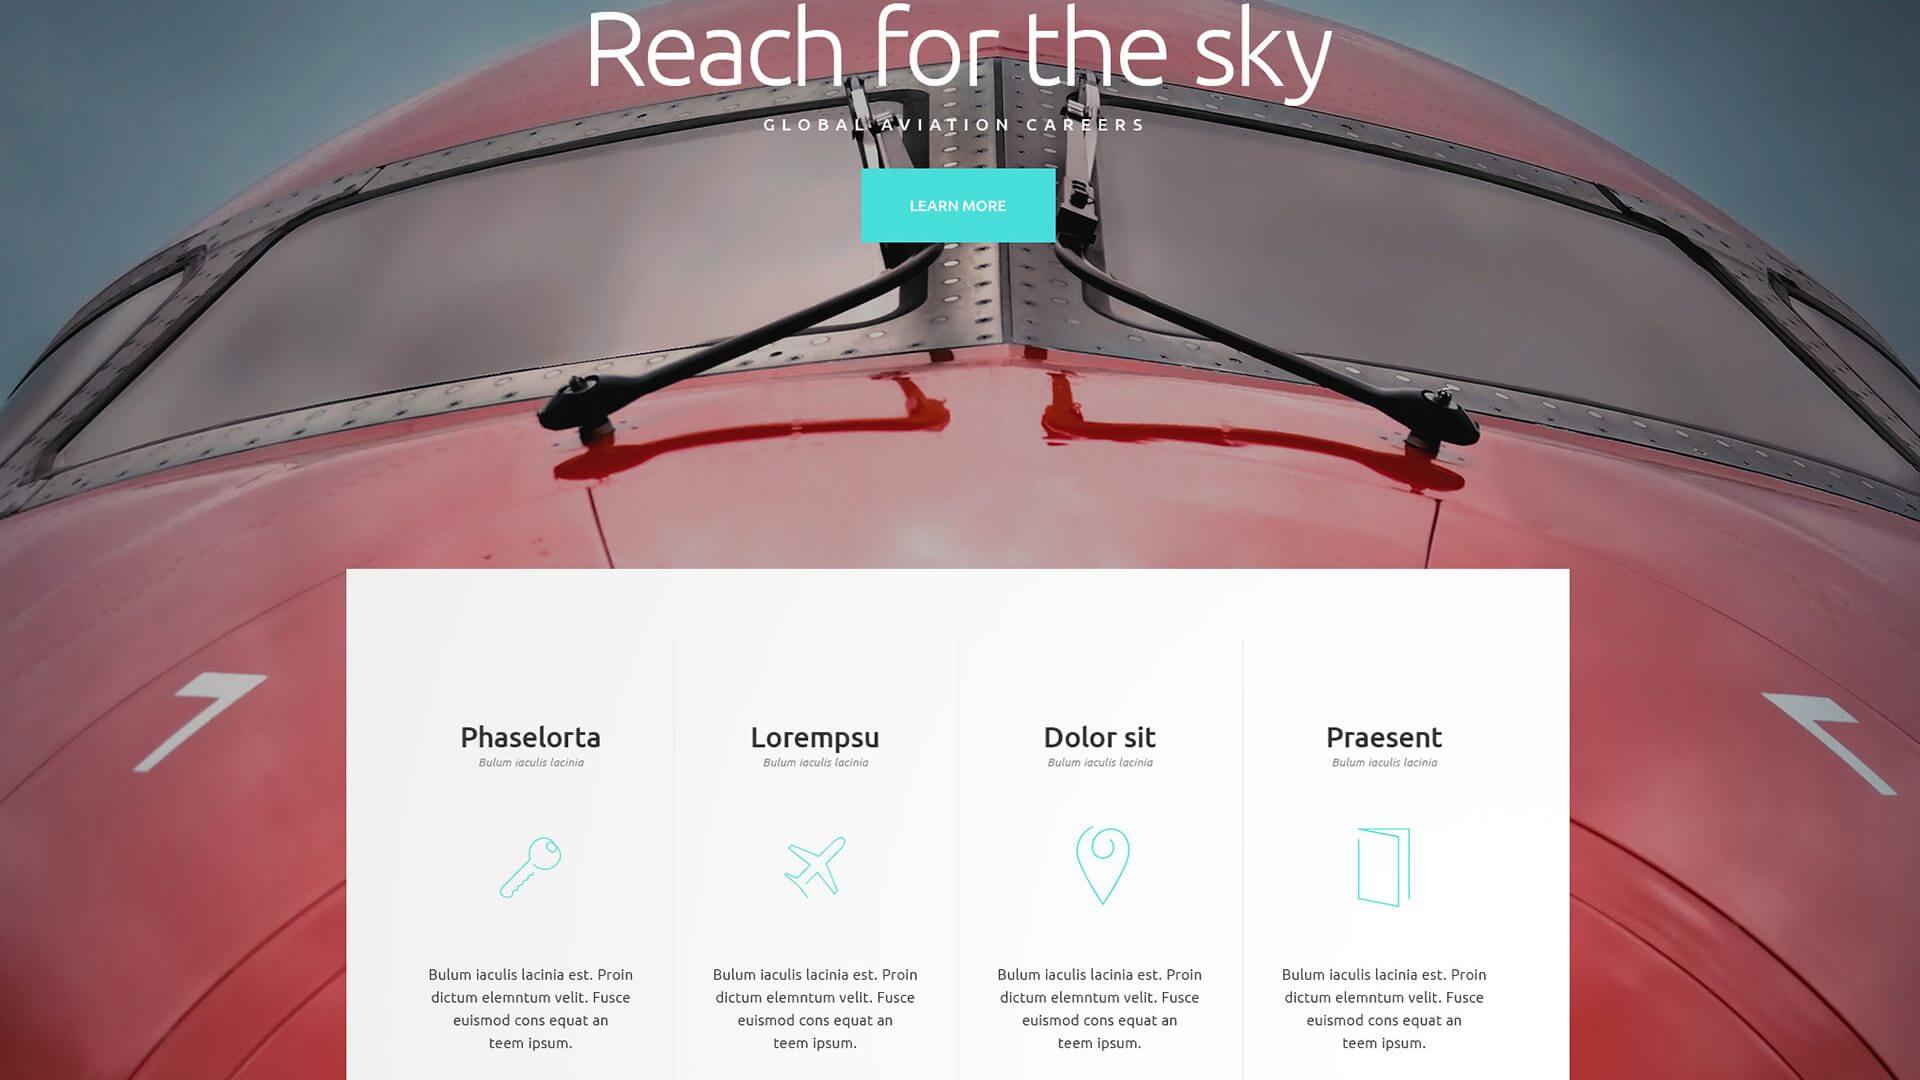 Reach for the sky
GLOBAL AVIATION CAREERS
LEARN MORE
Phaselorta
Bulum iaculis lacinia
Bulum iaculis lacinia est. Proin
dictum elemntum velit. Fusce
euismod cons equat an
teem ipsum.
Lorempsu
Bulum iaculis lacinia
Bulum iaculis lacinia est. Proin
dictum elemntum velit. Fusce
euismod cons equat an
teem ipsum.
Dolor sit
Bulum iaculis lacinia
Bulum iaculis lacinia est. Proin
dictum elemntum velit. Fusce
euismod cons equat an
teem ipsum.
Praesent
Bulum iaculis lacinia
Bulum iaculis lacinia est. Proin
dictum elemntum velit. Fusce
euismod cons equat an
teem ipsum.